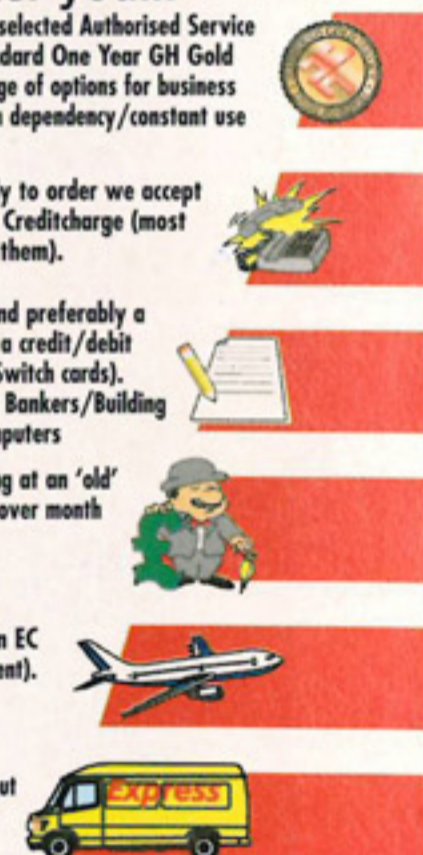 selected Authorised Service
dard One Year GH Gold
ge of options for business
dependency/constant use
y to order we accept
Creditcharge (most
them).
nd preferably a
a credit/debit
Switch cards).
Bankers/Building
mputers
g at an 'old'
over month
n EC
ent).
ut
Express